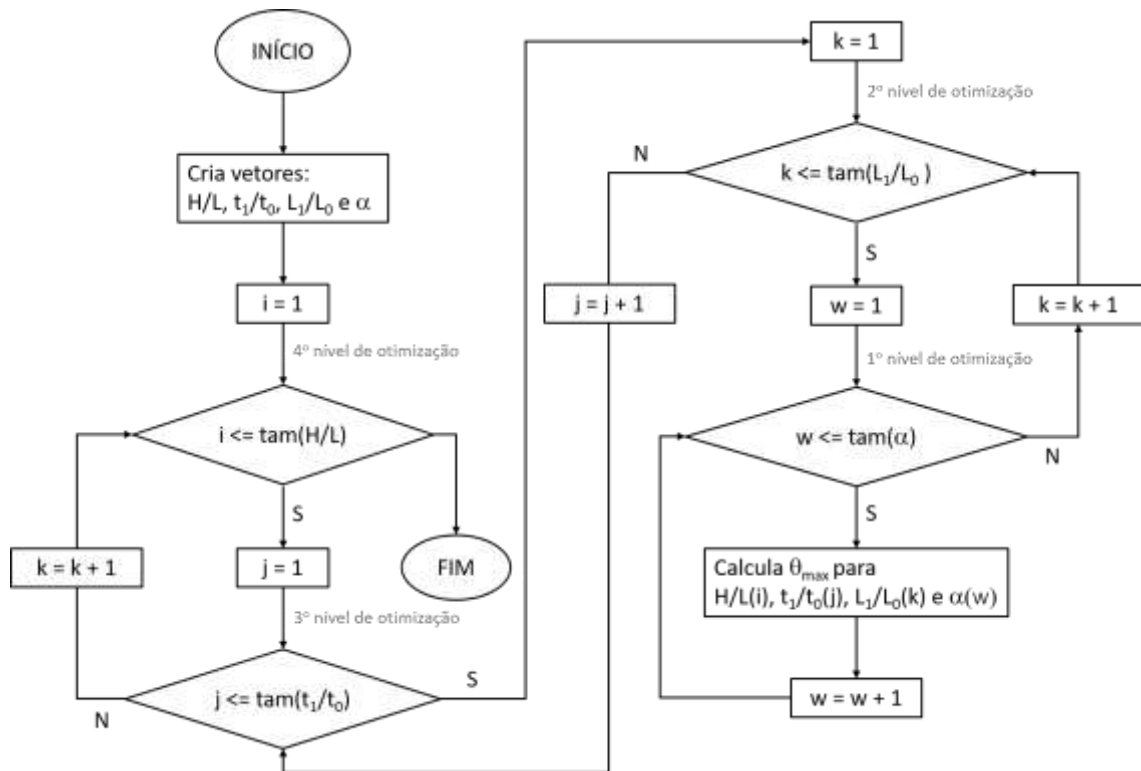 INÍCIO
Cria vetores:
H/L, t₁/t₀, L₁/L₀ e α
i = 1
4º nível de otimização
i <= tam(H/L)
S
k = k + 1
j = 1
FIM
3º nível de otimização
j <= tam(t₁/t₀)
N
S
k = 1
2º nível de otimização
N
k <= tam(L₁/L₀ )
S
j = j + 1
w = 1
k = k + 1
1º nível de otimização
w <= tam(α)
N
S
Calcula θmax para
H/L(i), t₁/t₀(j), L₁/L₀(k) e α(w)
w = w + 1